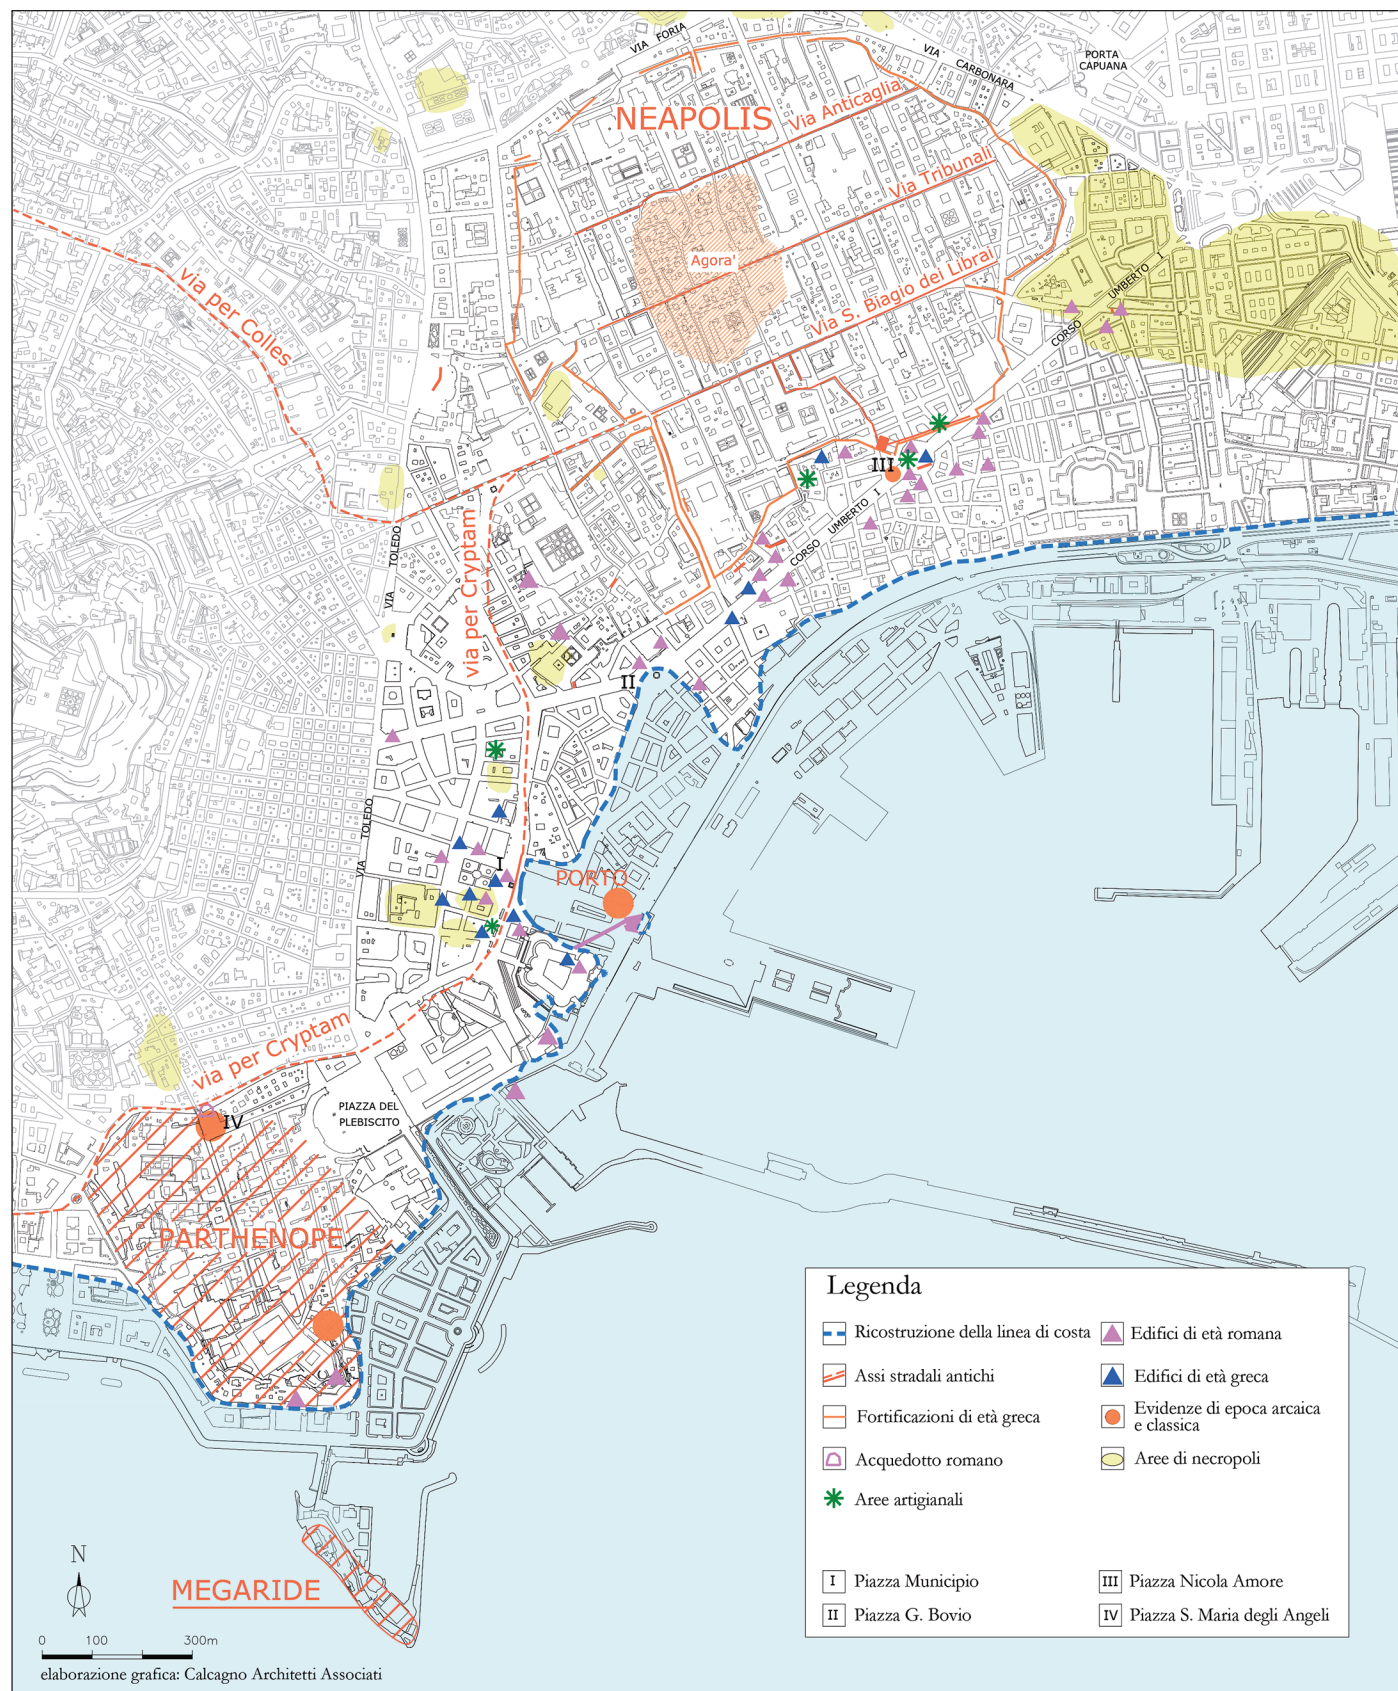 VIA FORIA
VIA CARBONARA
PORTA
CAPUANA
NEAPOLIS
Via Anticaglia
Via Tribunali
Agora'
Via S. Biagio dei Librai
via per Colles
CORSO UMBERTO I
III
CORSO UMBERTO I
VIA TOLEDO
via per Cryptam
II
VIA TOLEDO
I
PORTO
via per Cryptam
PIAZZA DEL
PLEBISCITO
IV
PARTHENOPE
MEGARIDE
N
0 100 300m
elaborazione grafica: Calcagno Architetti Associati
Legenda
Ricostruzione della linea di costa
Assi stradali antichi
Fortificazioni di età greca
Acquedotto romano
Aree artigianali
Edifici di età romana
Edifici di età greca
Evidenze di epoca arcaica
e classica
Aree di necropoli
I Piazza Municipio
II Piazza G. Bovio
III Piazza Nicola Amore
IV Piazza S. Maria degli Angeli